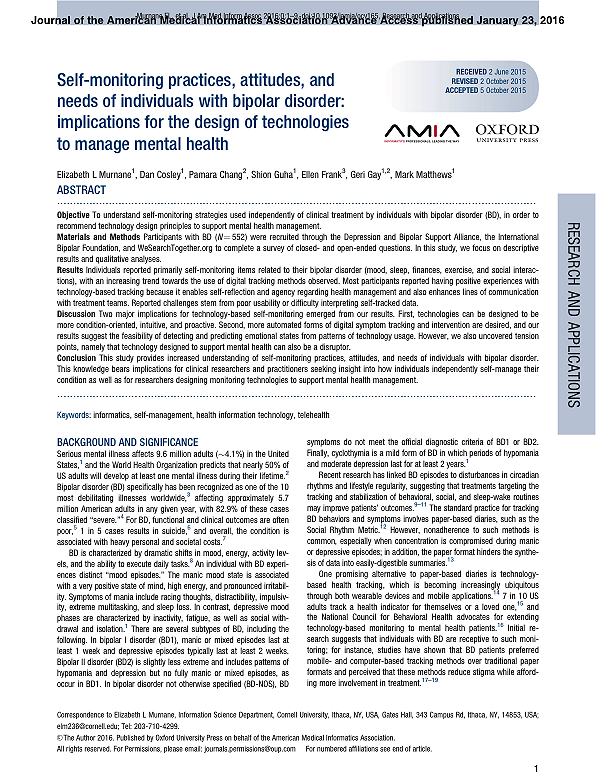 Journal of the American Medical Informatics Association Advance Access published January 23, 2016
Self-monitoring practices, attitudes, and
needs of individuals with bipolar disorder:
implications for the design of technologies
to manage mental health
RECEIVED 2 June 2015
REVISED 2 October 2015
ACCEPTED 5 October 2015
AMIA
INFORMATICS PROFESSIONALS. LEADING THE WAY.
OXFORD
UNIVERSITY PRESS
Elizabeth L Murnane1, Dan Cosley1, Pamara Chang2, Shion Guha1, Ellen Frank3, Geri Gay1,2, Mark Matthews1
ABSTRACT
Objective To understand self-monitoring strategies used independently of clinical treatment by individuals with bipolar disorder (BD), in order to
recommend technology design principles to support mental health management.
Materials and Methods Participants with BD (N = 552) were recruited through the Depression and Bipolar Support Alliance, the International
Bipolar Foundation, and WeSearchTogether.org to complete a survey of closed- and open-ended questions. In this study, we focus on descriptive
results and qualitative analyses.
Results Individuals reported primarily self-monitoring items related to their bipolar disorder (mood, sleep, finances, exercise, and social interac-
tions), with an increasing trend towards the use of digital tracking methods observed. Most participants reported having positive experiences with
technology-based tracking because it enables self-reflection and agency regarding health management and also enhances lines of communication
with treatment teams. Reported challenges stem from poor usability or difficulty interpreting self-tracked data.
Discussion Two major implications for technology-based self-monitoring emerged from our results. First, technologies can be designed to be
more condition-oriented, intuitive, and proactive. Second, more automated forms of digital symptom tracking and intervention are desired, and our
results suggest the feasibility of detecting and predicting emotional states from patterns of technology usage. However, we also uncovered tension
points, namely that technology designed to support mental health can also be a disruptor.
Conclusion This study provides increased understanding of self-monitoring practices, attitudes, and needs of individuals with bipolar disorder.
This knowledge bears implications for clinical researchers and practitioners seeking insight into how individuals independently self-manage their
condition as well as for researchers designing monitoring technologies to support mental health management.
RESEARCH AND APPLICATIONS
Keywords: informatics, self-management, health information technology, telehealth
BACKGROUND AND SIGNIFICANCE
Serious mental illness affects 9.6 million adults (∼4.1%) in the United
States,1 and the World Health Organization predicts that nearly 50% of
US adults will develop at least one mental illness during their lifetime.2
Bipolar disorder (BD) specifically has been recognized as one of the 10
most debilitating illnesses worldwide,3 affecting approximately 5.7
million American adults in any given year, with 82.9% of these cases
classified “severe.”4 For BD, functional and clinical outcomes are often
poor,5 1 in 5 cases results in suicide,6 and overall, the condition is
associated with heavy personal and societal costs.7
BD is characterized by dramatic shifts in mood, energy, activity lev-
els, and the ability to execute daily tasks.8 An individual with BD experi-
ences distinct “mood episodes.” The manic mood state is associated
with a very positive state of mind, high energy, and pronounced irritabil-
ity. Symptoms of mania include racing thoughts, distractibility, impulsiv-
ity, extreme multitasking, and sleep loss. In contrast, depressive mood
phases are characterized by inactivity, fatigue, as well as social with-
drawal and isolation.1 There are several subtypes of BD, including the
following. In bipolar I disorder (BD1), manic or mixed episodes last at
least 1 week and depressive episodes typically last at least 2 weeks.
Bipolar II disorder (BD2) is slightly less extreme and includes patterns of
hypomania and depression but no fully manic or mixed episodes, as
occur in BD1. In bipolar disorder not otherwise specified (BD-NOS), BD
symptoms do not meet the official diagnostic criteria of BD1 or BD2.
Finally, cyclothymia is a mild form of BD in which periods of hypomania
and moderate depression last for at least 2 years.1
Recent research has linked BD episodes to disturbances in circadian
rhythms and lifestyle regularity, suggesting that treatments targeting the
tracking and stabilization of behavioral, social, and sleep-wake routines
may improve patients’ outcomes.9–11 The standard practice for tracking
BD behaviors and symptoms involves paper-based diaries, such as the
Social Rhythm Metric.12 However, nonadherence to such methods is
common, especially when concentration is compromised during manic
or depressive episodes; in addition, the paper format hinders the synthe-
sis of data into easily-digestible summaries.13
One promising alternative to paper-based diaries is technology-
based health tracking, which is becoming increasingly ubiquitous
through both wearable devices and mobile applications.14 7 in 10 US
adults track a health indicator for themselves or a loved one,15 and
the National Council for Behavioral Health advocates for extending
technology-based monitoring to mental health patients.16 Initial re-
search suggests that individuals with BD are receptive to such moni-
toring; for instance, studies have shown that BD patients preferred
mobile- and computer-based tracking methods over traditional paper
formats and perceived that these methods reduce stigma while afford-
ing more involvement in treatment.17–19
Correspondence to Elizabeth L Murnane, Information Science Department, Cornell University, Ithaca, NY, USA, Gates Hall, 343 Campus Rd, Ithaca, NY, 14853, USA;
elm236@cornell.edu; Tel: 203-710-4299.
© The Author 2016. Published by Oxford University Press on behalf of the American Medical Informatics Association.
All rights reserved. For Permissions, please email: journals.permissions@oup.com For numbered affiliations see end of article.
1